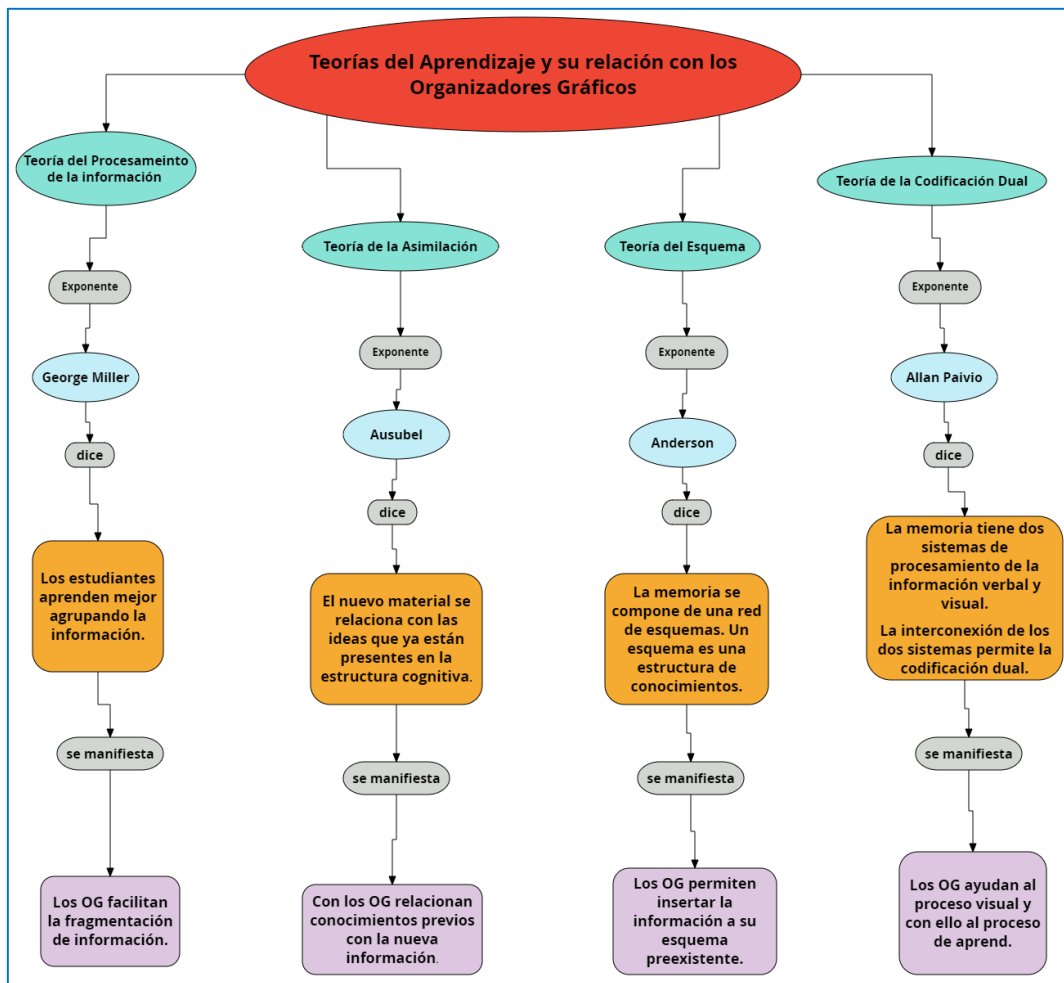 Teorías del Aprendizaje y su relación con los
Organizadores Gráficos
Teoría del Procesameinto
de la información
Exponente
George Miller
dice
Los estudiantes
aprenden mejor
agrupando la
información.
se manifiesta
Los OG facilitan
la fragmentación
de información.
Teoría de la Asimilación
Exponente
Ausubel
dice
El nuevo material se
relaciona con las
ideas que ya están
presentes en la
estructura cognitiva.
se manifiesta
Con los OG relacionan
conocimientos previos
con la nueva
información.
Teoría del Esquema
Exponente
Anderson
dice
La memoria se
compone de una red
de esquemas. Un
esquema es una
estructura de
conocimientos.
se manifiesta
Los OG permiten
insertar la
información a su
esquema
preexistente.
Teoría de la Codificación Dual
Exponente
Allan Paivio
dice
La memoria tiene dos
sistemas de
procesamiento de la
información verbal y
visual.
La interconexión de los
dos sistemas permite la
codificación dual.
se manifiesta
Los OG ayudan al
proceso visual y
con ello al proceso
de aprend.